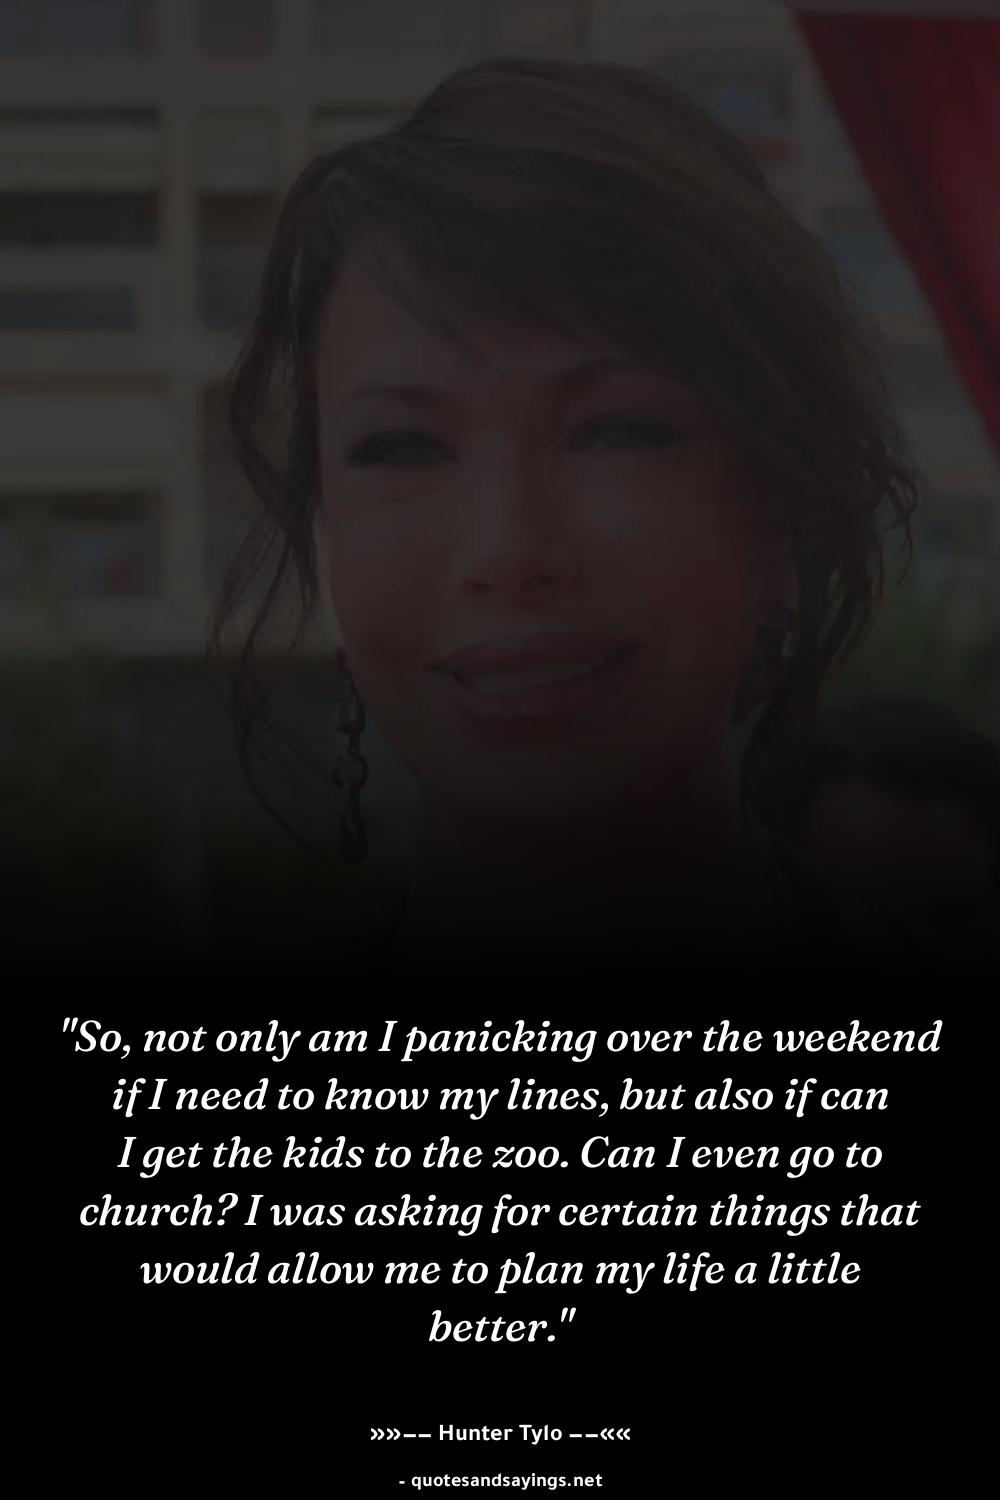 "So, not only am I panicking over the weekend
if I need to know my lines, but also if can
I get the kids to the zoo. Can I even go to
church? I was asking for certain things that
would allow me to plan my life a little
better."
»»–– Hunter Tylo ––««
- quotesandsayings.net